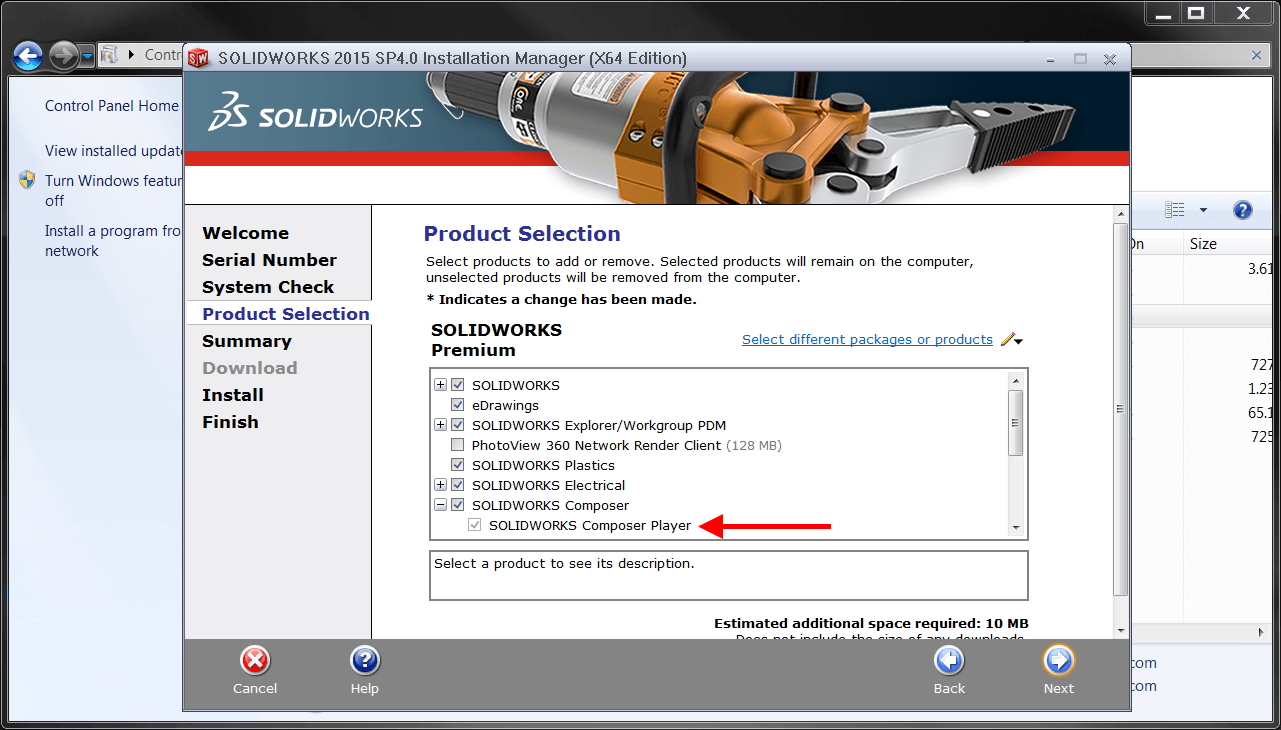 Contr
SOLIDWORKS 2015 SP4.0 Installation Manager (X64 Edition)
Control Panel Home
View installed update
Turn Windows featur
off
Install a program fro
network
SOLIDWORKS
Welcome
Serial Number
System Check
Product Selection
Summary
Download
Install
Finish
Product Selection
Select products to add or remove. Selected products will remain on the computer,
unselected products will be removed from the computer.
* Indicates a change has been made.
SOLIDWORKS
Premium
Select different packages or products
SOLIDWORKS
eDrawings
SOLIDWORKS Explorer/Workgroup PDM
PhotoView 360 Network Render Client (128 MB)
SOLIDWORKS Plastics
SOLIDWORKS Electrical
SOLIDWORKS Composer
SOLIDWORKS Composer Player
Select a product to see its description.
Estimated additional space required: 10 MB
Does not include the size of any downloads.
Cancel
Help
Back
Next
On
Size
3.61
727
1.23
65.1
725
com
com